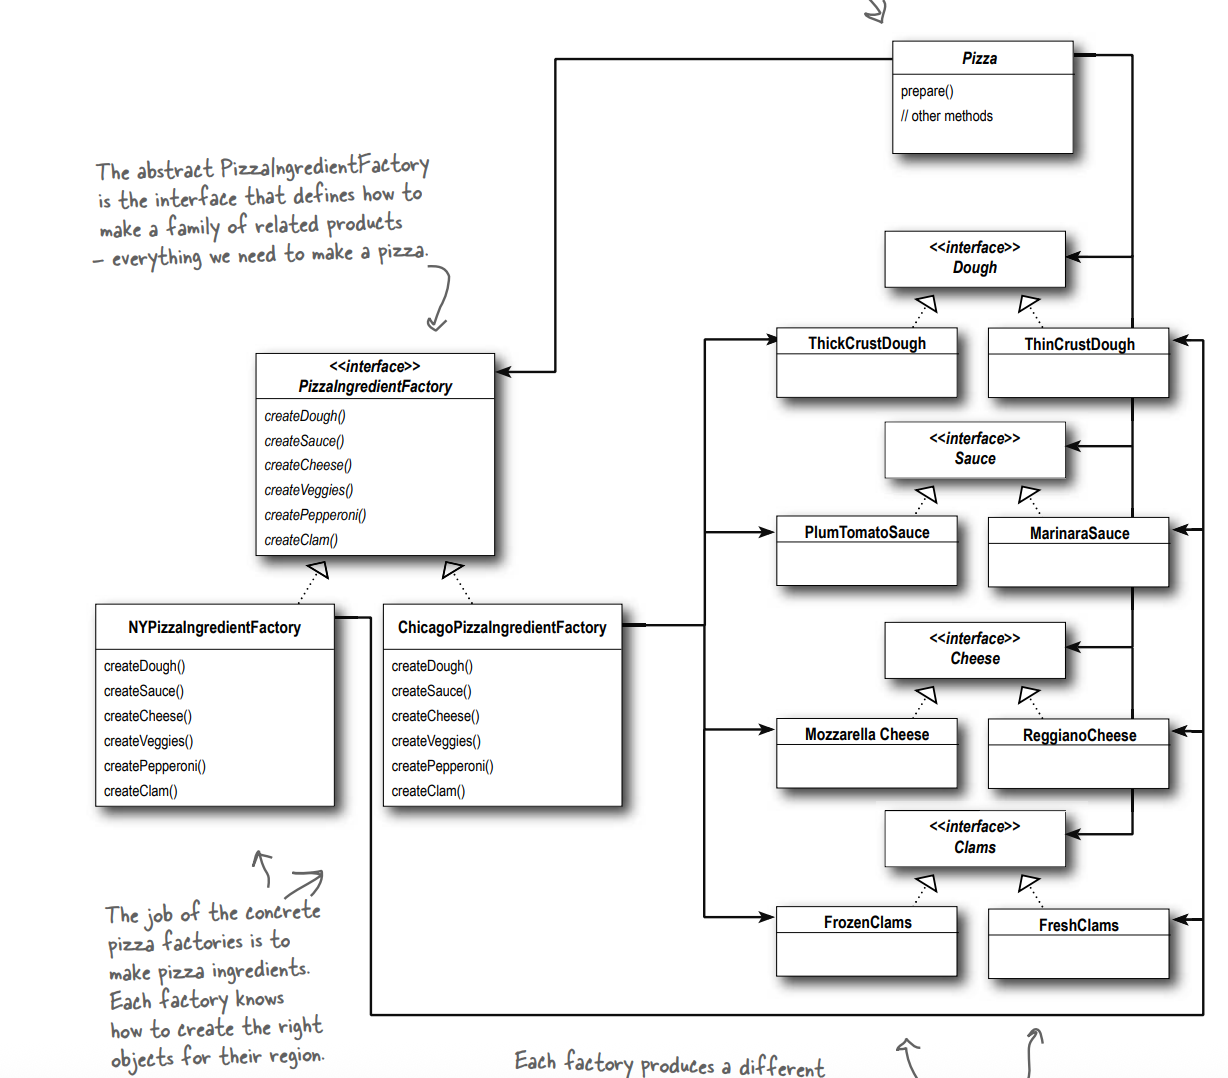 Pizza
prepare()
// other methods
The abstract PizzaIngredientFactory
is the interface that defines how to
make a family of related products
– everything we need to make a pizza.
<<interface>>
Dough
ThickCrustDough
ThinCrustDough
<<interface>>
PizzaIngredientFactory
createDough()
createSauce()
createCheese()
createVeggies()
createPepperoni()
createClam()
<<interface>>
Sauce
PlumTomatoSauce
MarinaraSauce
NYPizzaIngredientFactory
createDough()
createSauce()
createCheese()
createVeggies()
createPepperoni()
createClam()
ChicagoPizzaIngredientFactory
createDough()
createSauce()
createCheese()
createVeggies()
createPepperoni()
createClam()
<<interface>>
Cheese
Mozzarella Cheese
ReggianoCheese
<<interface>>
Clams
FrozenClams
FreshClams
The job of the concrete
pizza factories is to
make pizza ingredients.
Each factory knows
how to create the right
objects for their region.
Each factory produces a different